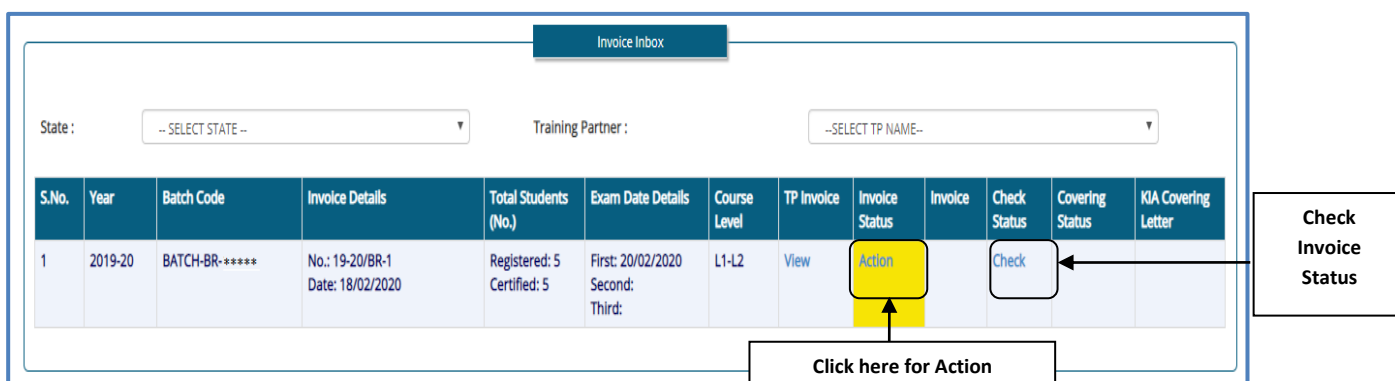 Invoice Inbox
State : -- SELECT STATE -- Training Partner : --SELECT TP NAME--
S.No. Year Batch Code Invoice Details Total Students (No.) Exam Date Details Course Level TP Invoice Invoice Status Invoice Check Status Covering Status KIA Covering Letter
1 2019-20 BATCH-BR-***** No.: 19-20/BR-1 Registered: 5 First: 20/02/2020 L1-L2 View Action Check
Date: 18/02/2020 Certified: 5 Second:
Third:
Check
Invoice
Status
Click here for Action